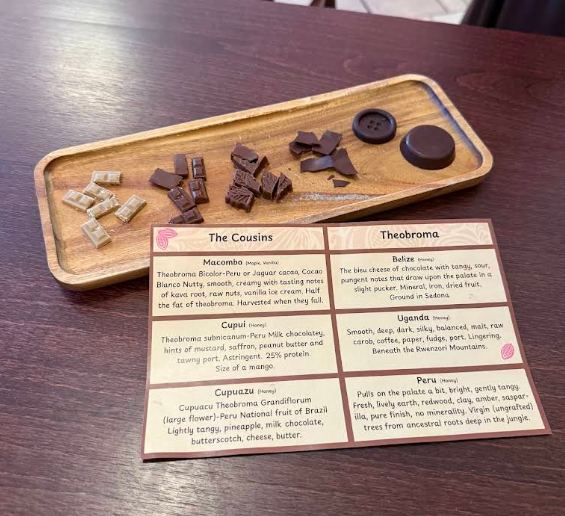 The Cousins
Macombo (Maple, Vanilla)
Theobroma Bicolor-Peru or Jaguar cacao, Cacao
Blanco Nutty, smooth, creamy with tasting notes
of kava root, raw nuts, vanilla ice cream. Half
the fat of theobroma. Harvested when they fall.
Cupui (Honey)
Theobroma subnicanum-Peru Milk chocolatey,
hints of mustard, saffron, peanut butter and
tawny port. Astringent. 25% protein
Size of a mango.
Cupuazu (Honey)
Cupuacu Theobroma Grandiflorum
(large flower)-Peru National fruit of Brazil
Lightly tangy, pineapple, milk chocolate,
butterscotch, cheese, butter.
Theobroma
Belize (Honey)
The bleu cheese of chocolate with tangy, sour,
pungent notes that draw upon the palate in a
slight pucker. Mineral, iron, dried fruit.
Ground in Sedona
Uganda (Honey)
Smooth, deep, dark, silky, balanced, malt, raw
carob, coffee, paper, fudge, port. Lingering.
Beneath the Rwenzori Mountains.
Peru (Honey)
Pulls on the palate a bit, bright, gently tangy.
Fresh, lively earth, redwood, clay, amber, saspar-
illa, pure finish, no minerality. Virgin (ungrafted)
trees from ancestral roots deep in the jungle.